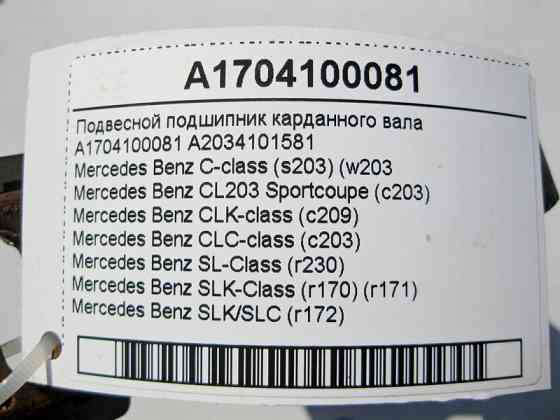 A1704100081
Подвесной подшипник карданного вала
A1704100081 A2034101581
Mercedes Benz C-class (s203) (w203
Mercedes Benz CL203 Sportcoupe (c203)
Mercedes Benz CLK-class (c209)
Mercedes Benz CLC-class (c203)
Mercedes Benz SL-Class (r230)
Mercedes Benz SLK-Class (r170) (r171)
Mercedes Benz SLK/SLC (r172)